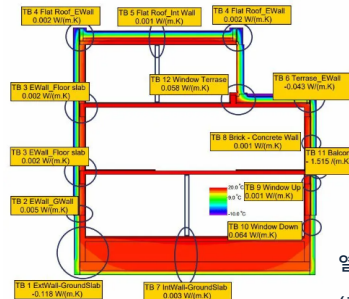 TB 4 Flat Roof_EWall
0.002 W/(m.K)
TB 5 Flat Roof_Int Wall
0.001 W/(m.K)
TB 4 Flat Roof_EWall
0.002 W/(m.K)
TB 12 Window Terrase
0.058 W/(m.K)
TB 6 Terrase_EWall
-0.043 W/(m.K)
TB 3 EWall_Floor slab
0.002 W/(m.K)
TB 8 Brick - Concrete Wall
0.001 W/(m.K)
TB 11 Balcon
- 1.515 /(m.K)
TB 3 EWall_Floor slab
0.002 W/(m.K)
20.0°C
9.0°C
-10.0°C
TB 9 Window Up
0.001 W/(m.K)
TB 2 EWall_GWall
0.005 W/(m.K)
TB 10 Window Down
0.064 W/(m.K)
TB 1 ExtWall-GroundSlab
-0.118 W/(m.K)
TB 7 IntWall-GroundSlab
0.003 W/(m.K)